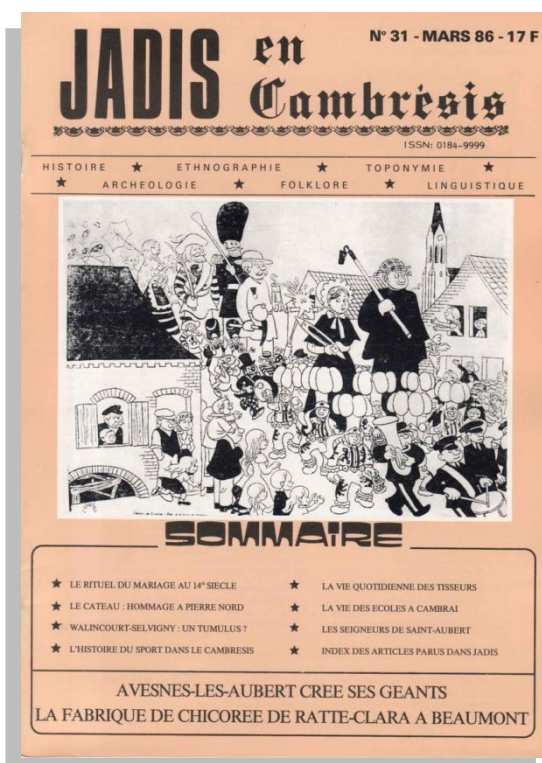 JADIS en
Cambrésis
N° 31 - MARS 86 - 17 F
ISSN: 0184-9999
HISTOIRE ★ ETHNOGRAPHIE ★ TOPONYMIE ★
★ ARCHEOLOGIE ★ FOLKLORE ★ LINGUISTIQUE
SOMMAiRE
★ LE RITUEL DU MARIAGE AU 14e SIECLE
★ LE CATEAU : HOMMAGE A PIERRE NORD
★ WALINCOURT-SELVIGNY : UN TUMULUS ?
★ L'HISTOIRE DU SPORT DANS LE CAMBRESIS
★ LA VIE QUOTIDIENNE DES TISSEURS
★ LA VIE DES ECOLES A CAMBRAI
★ LES SEIGNEURS DE SAINT-AUBERT
★ INDEX DES ARTICLES PARUS DANS JADIS
AVESNES-LES-AUBERT CREE SES GEANTS
LA FABRIQUE DE CHICOREE DE RATTE-CLARA A BEAUMONT